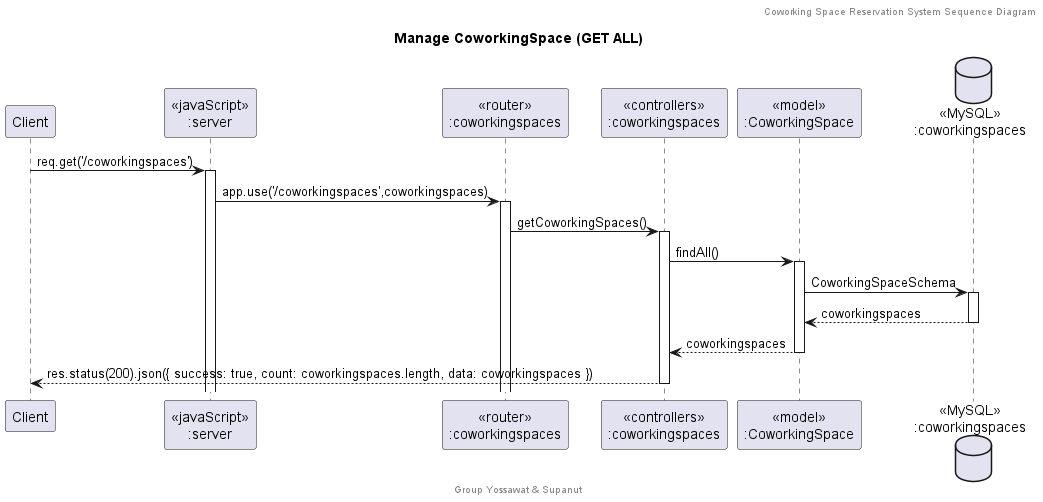 Coworking Space Reservation System Sequence Diagram
Manage CoworkingSpace (GET ALL)
Client
«javaScript»
:server
«router»
:coworkingspaces
«controllers»
:coworkingspaces
«model»
:CoworkingSpace
«MySQL»
:coworkingspaces
req.get('/coworkingspaces')
app.use('/coworkingspaces',coworkingspaces)
getCoworkingSpaces()
findAll()
CoworkingSpaceSchema
coworkingspaces
coworkingspaces
res.status(200).json({ success: true, count: coworkingspaces.length, data: coworkingspaces })
Client
«javaScript»
:server
«router»
:coworkingspaces
«controllers»
:coworkingspaces
«model»
:CoworkingSpace
«MySQL»
:coworkingspaces
Group Yossawat & Supanut